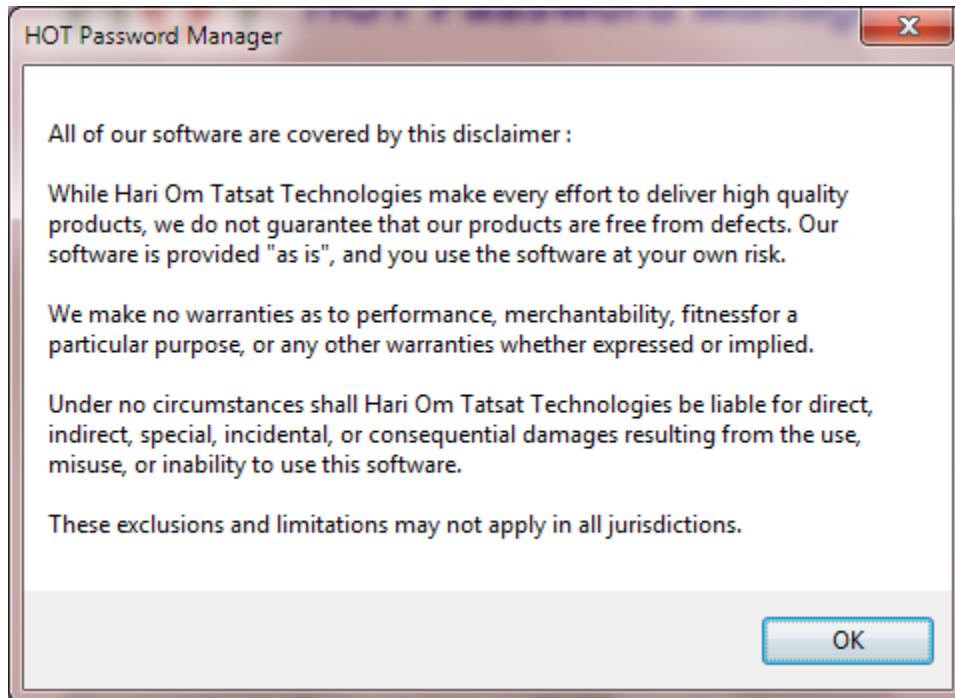 HOT Password Manager
All of our software are covered by this disclaimer :
While Hari Om Tatsat Technologies make every effort to deliver high quality
products, we do not guarantee that our products are free from defects. Our
software is provided "as is", and you use the software at your own risk.
We make no warranties as to performance, merchantability, fitnessfor a
particular purpose, or any other warranties whether expressed or implied.
Under no circumstances shall Hari Om Tatsat Technologies be liable for direct,
indirect, special, incidental, or consequential damages resulting from the use,
misuse, or inability to use this software.
These exclusions and limitations may not apply in all jurisdictions.
OK